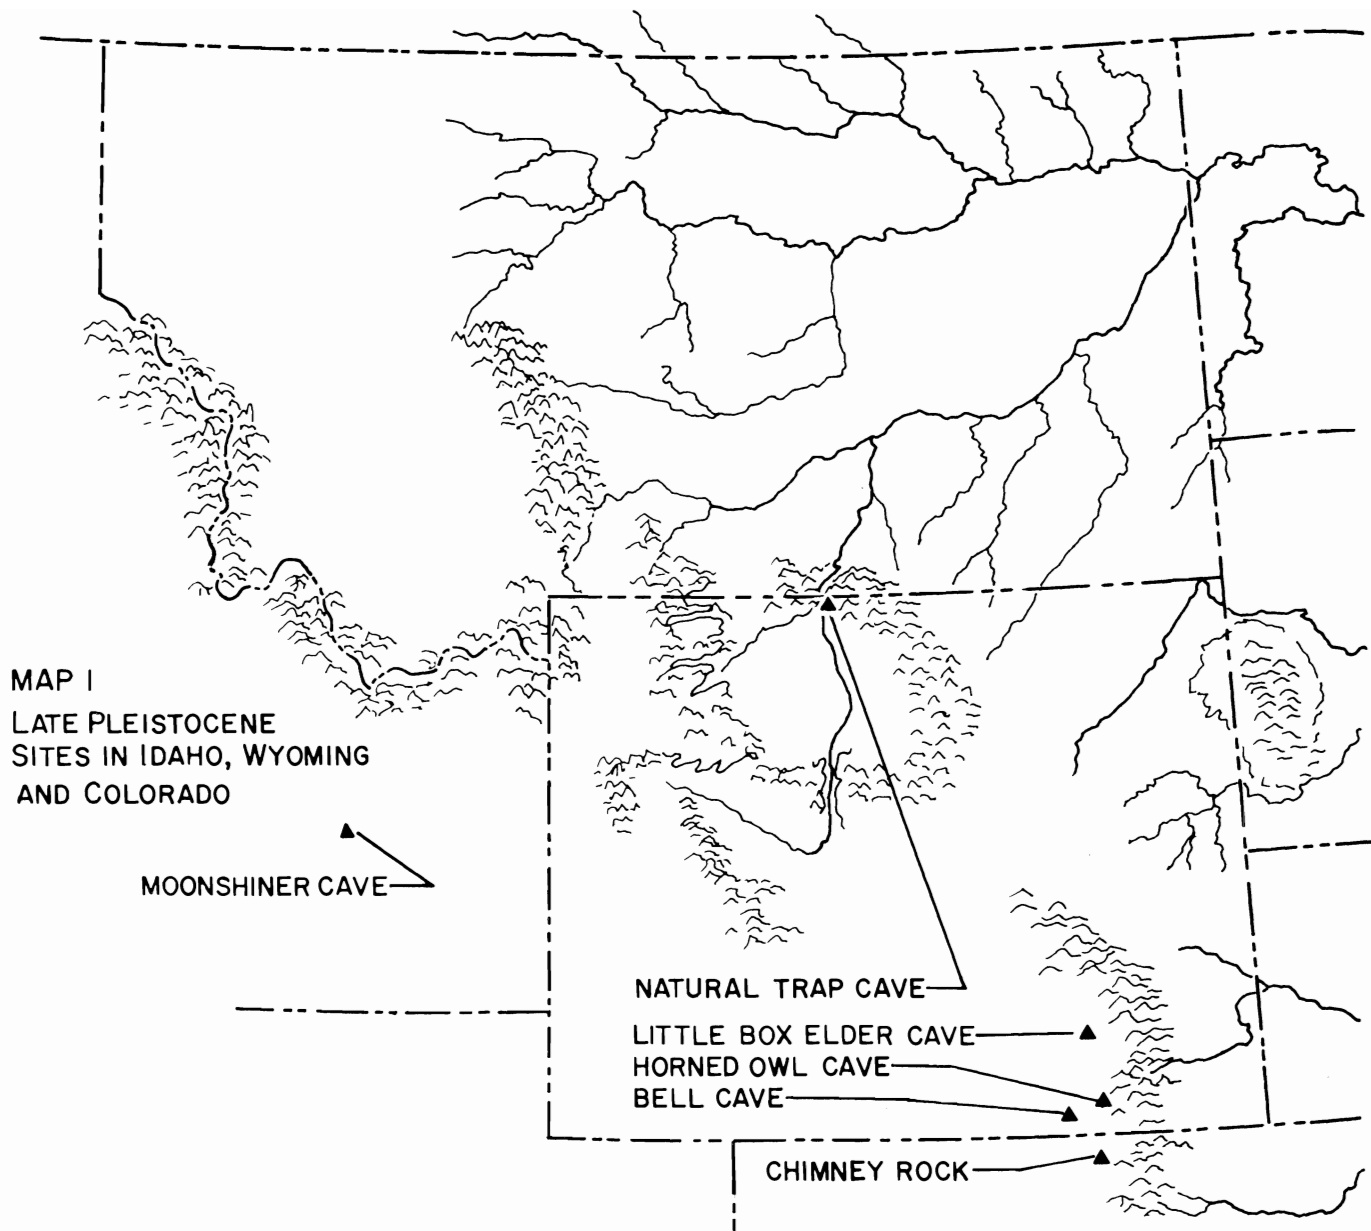 MAP I
LATE PLEISTOCENE
SITES IN IDAHO, WYOMING
AND COLORADO
MOONSHINER CAVE
NATURAL TRAP CAVE
LITTLE BOX ELDER CAVE
HORNED OWL CAVE
BELL CAVE
CHIMNEY ROCK